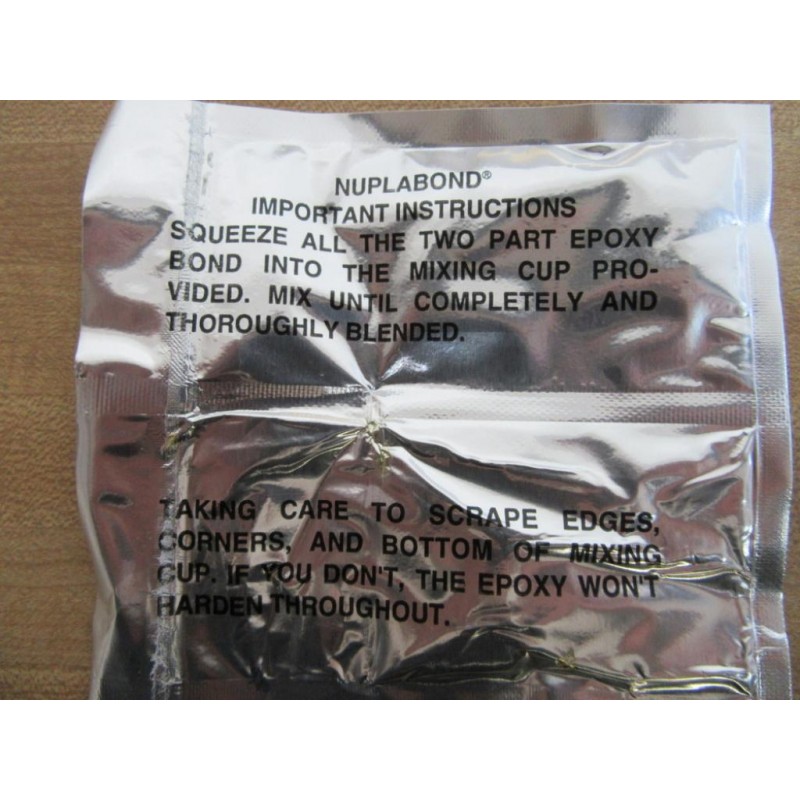 NUPLABOND®
IMPORTANT INSTRUCTIONS
SQUEEZE ALL THE TWO PART EPOXY
BOND INTO THE MIXING CUP PRO-
VIDED. MIX UNTIL COMPLETELY AND
THOROUGHLY BLENDED.
TAKING CARE TO SCRAPE EDGES,
CORNERS, AND BOTTOM OF MIXING
CUP. IF YOU DON'T, THE EPOXY WON'T
HARDEN THROUGHOUT.